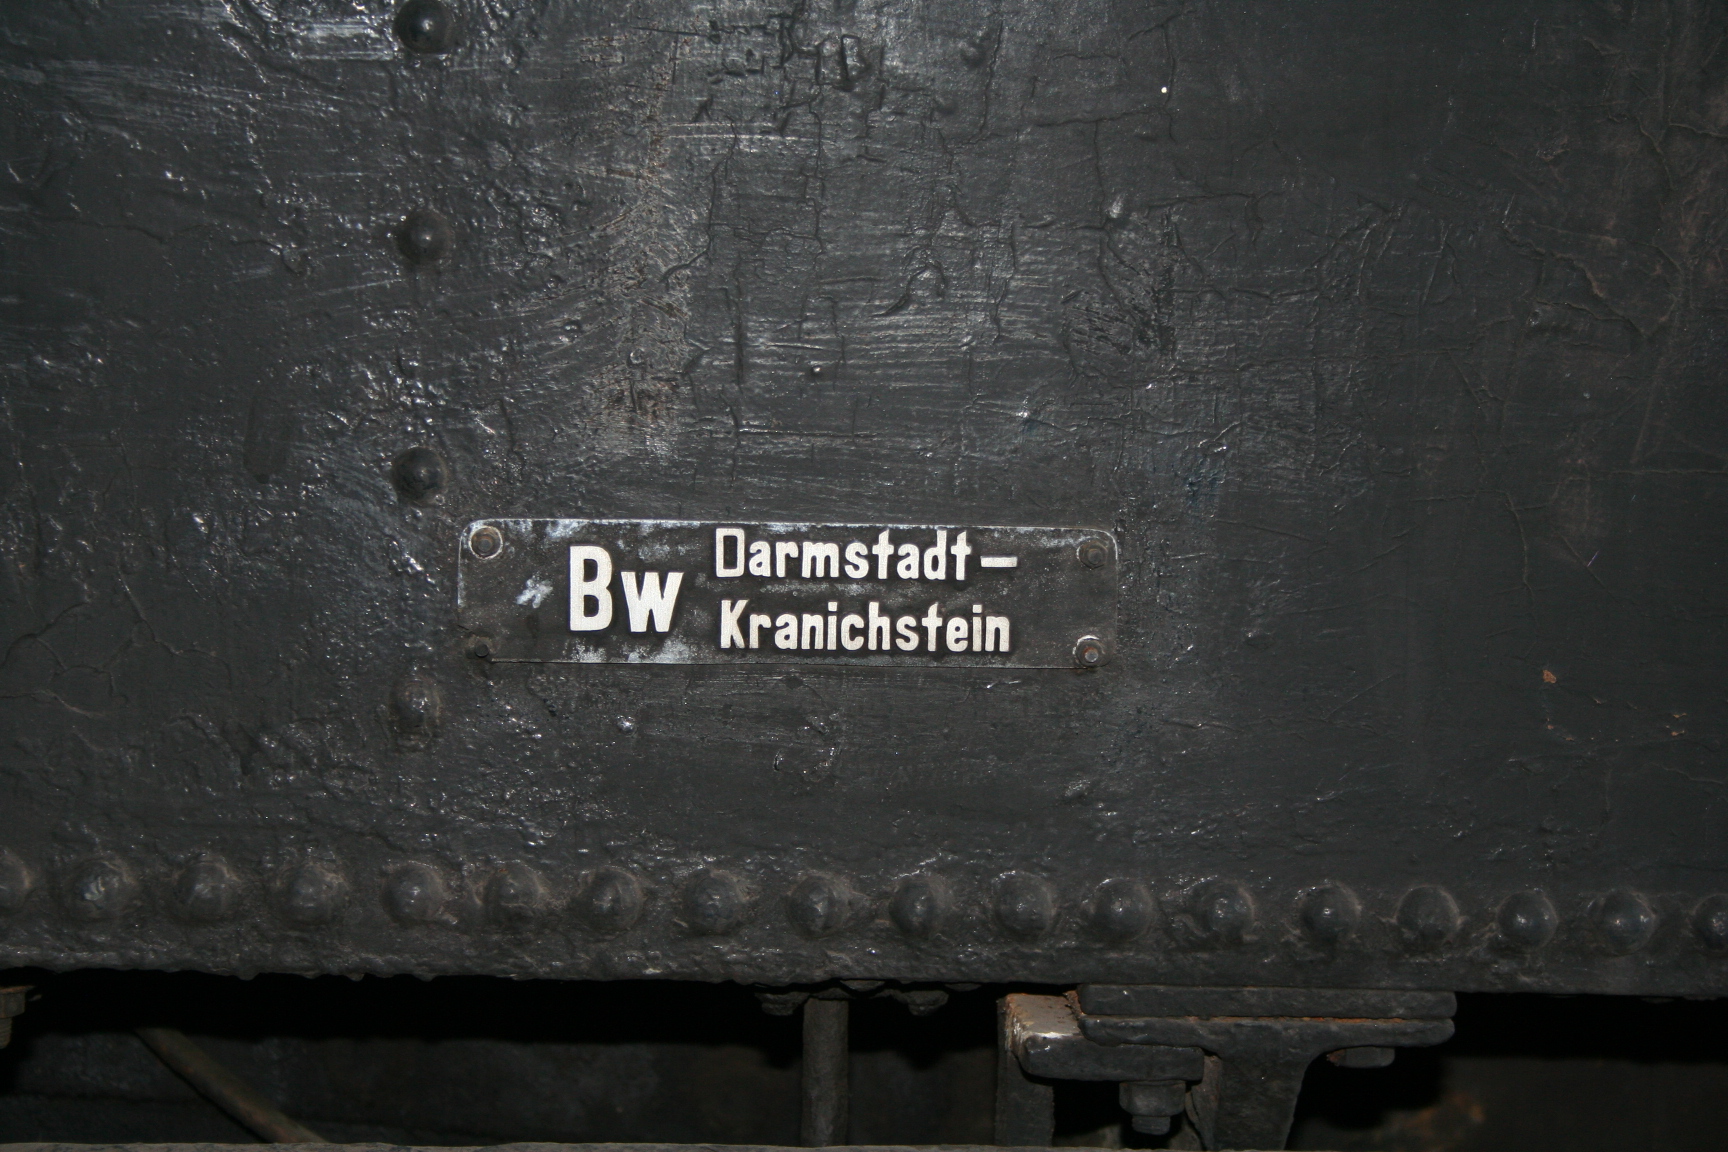 Bw Darmstadt-
Kranichstein